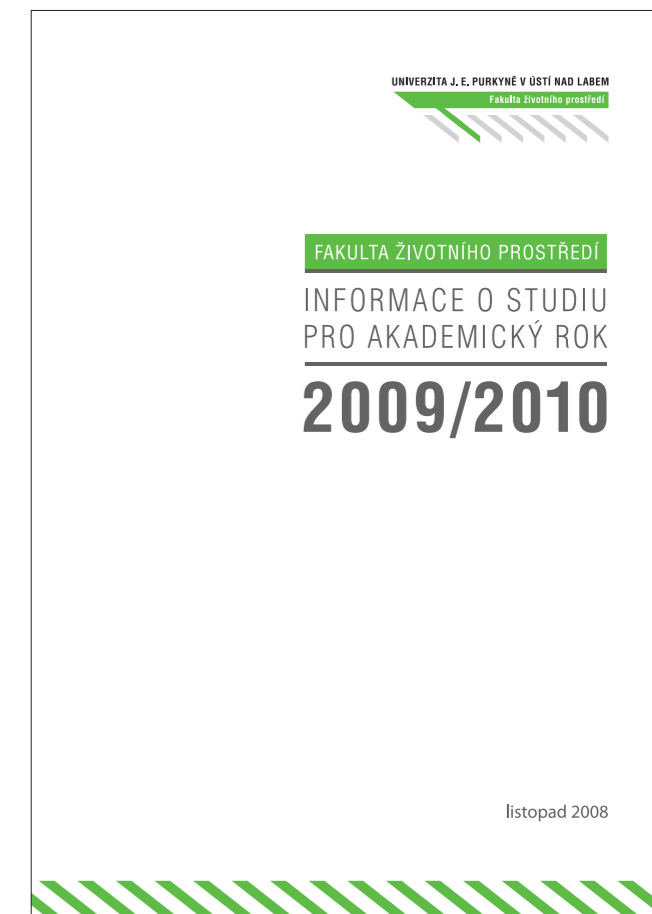 UNIVERZITA J. E. PURKYNĚ V ÚSTÍ NAD LABEM
Fakulta životního prostředí
FAKULTA ŽIVOTNÍHO PROSTŘEDÍ
INFORMACE O STUDIU
PRO AKADEMICKÝ ROK
2009/2010
listopad 2008